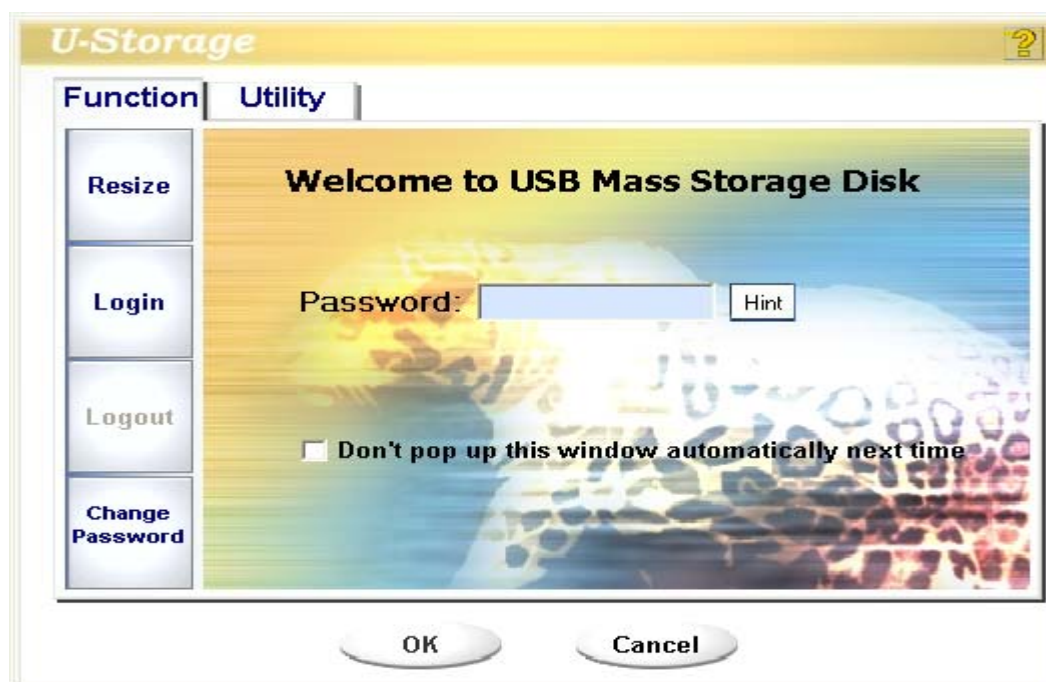 U-Storage
?
Function
Utility
Resize
Login
Logout
Change
Password
Welcome to USB Mass Storage Disk
Password:
Hint
Don't pop up this window automatically next time
OK
Cancel